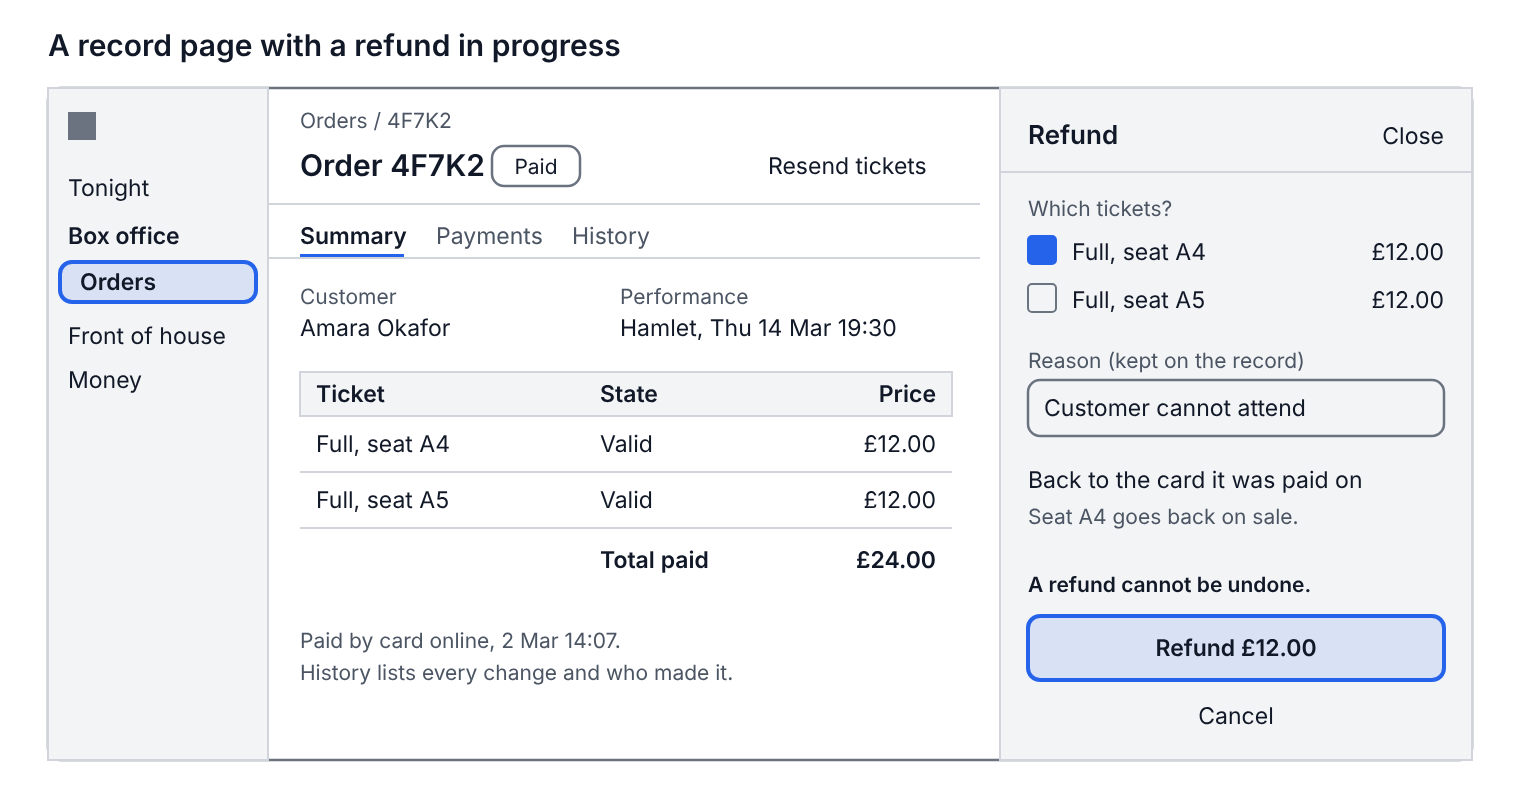 A record page with a refund in progress
Tonight
Box office
Orders
Front of house
Money
Orders / 4F7K2
Order 4F7K2 Paid Resend tickets
Summary Payments History
Customer Performance
Amara Okafor Hamlet, Thu 14 Mar 19:30
Ticket State Price
Full, seat A4 Valid £12.00
Full, seat A5 Valid £12.00
Total paid £24.00
Paid by card online, 2 Mar 14:07.
History lists every change and who made it.
Refund Close
Which tickets?
Full, seat A4 £12.00
Full, seat A5 £12.00
Reason (kept on the record)
Customer cannot attend
Back to the card it was paid on
Seat A4 goes back on sale.
A refund cannot be undone.
Refund £12.00
Cancel